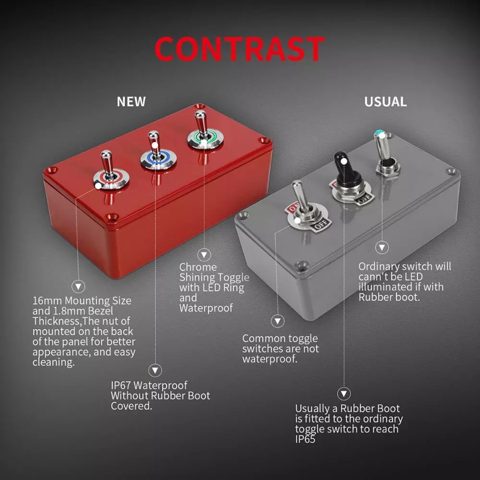 CONTRAST
NEW
USUAL
Chrome
Shining Toggle
with LED Ring
and
Waterproof
Ordinary switch will
cann't be LED
illuminated if with
Rubber boot.
16mm Mounting Size
and 1.8mm Bezel
Thickness,The nut of
mounted on the back
of the panel for better
appearance, and easy
cleaning.
Common toggle
switches are not
waterproof.
IP67 Waterproof
Without Rubber Boot
Covered.
Usually a Rubber Boot
is fitted to the ordinary
toggle switch to reach
IP65
OFF